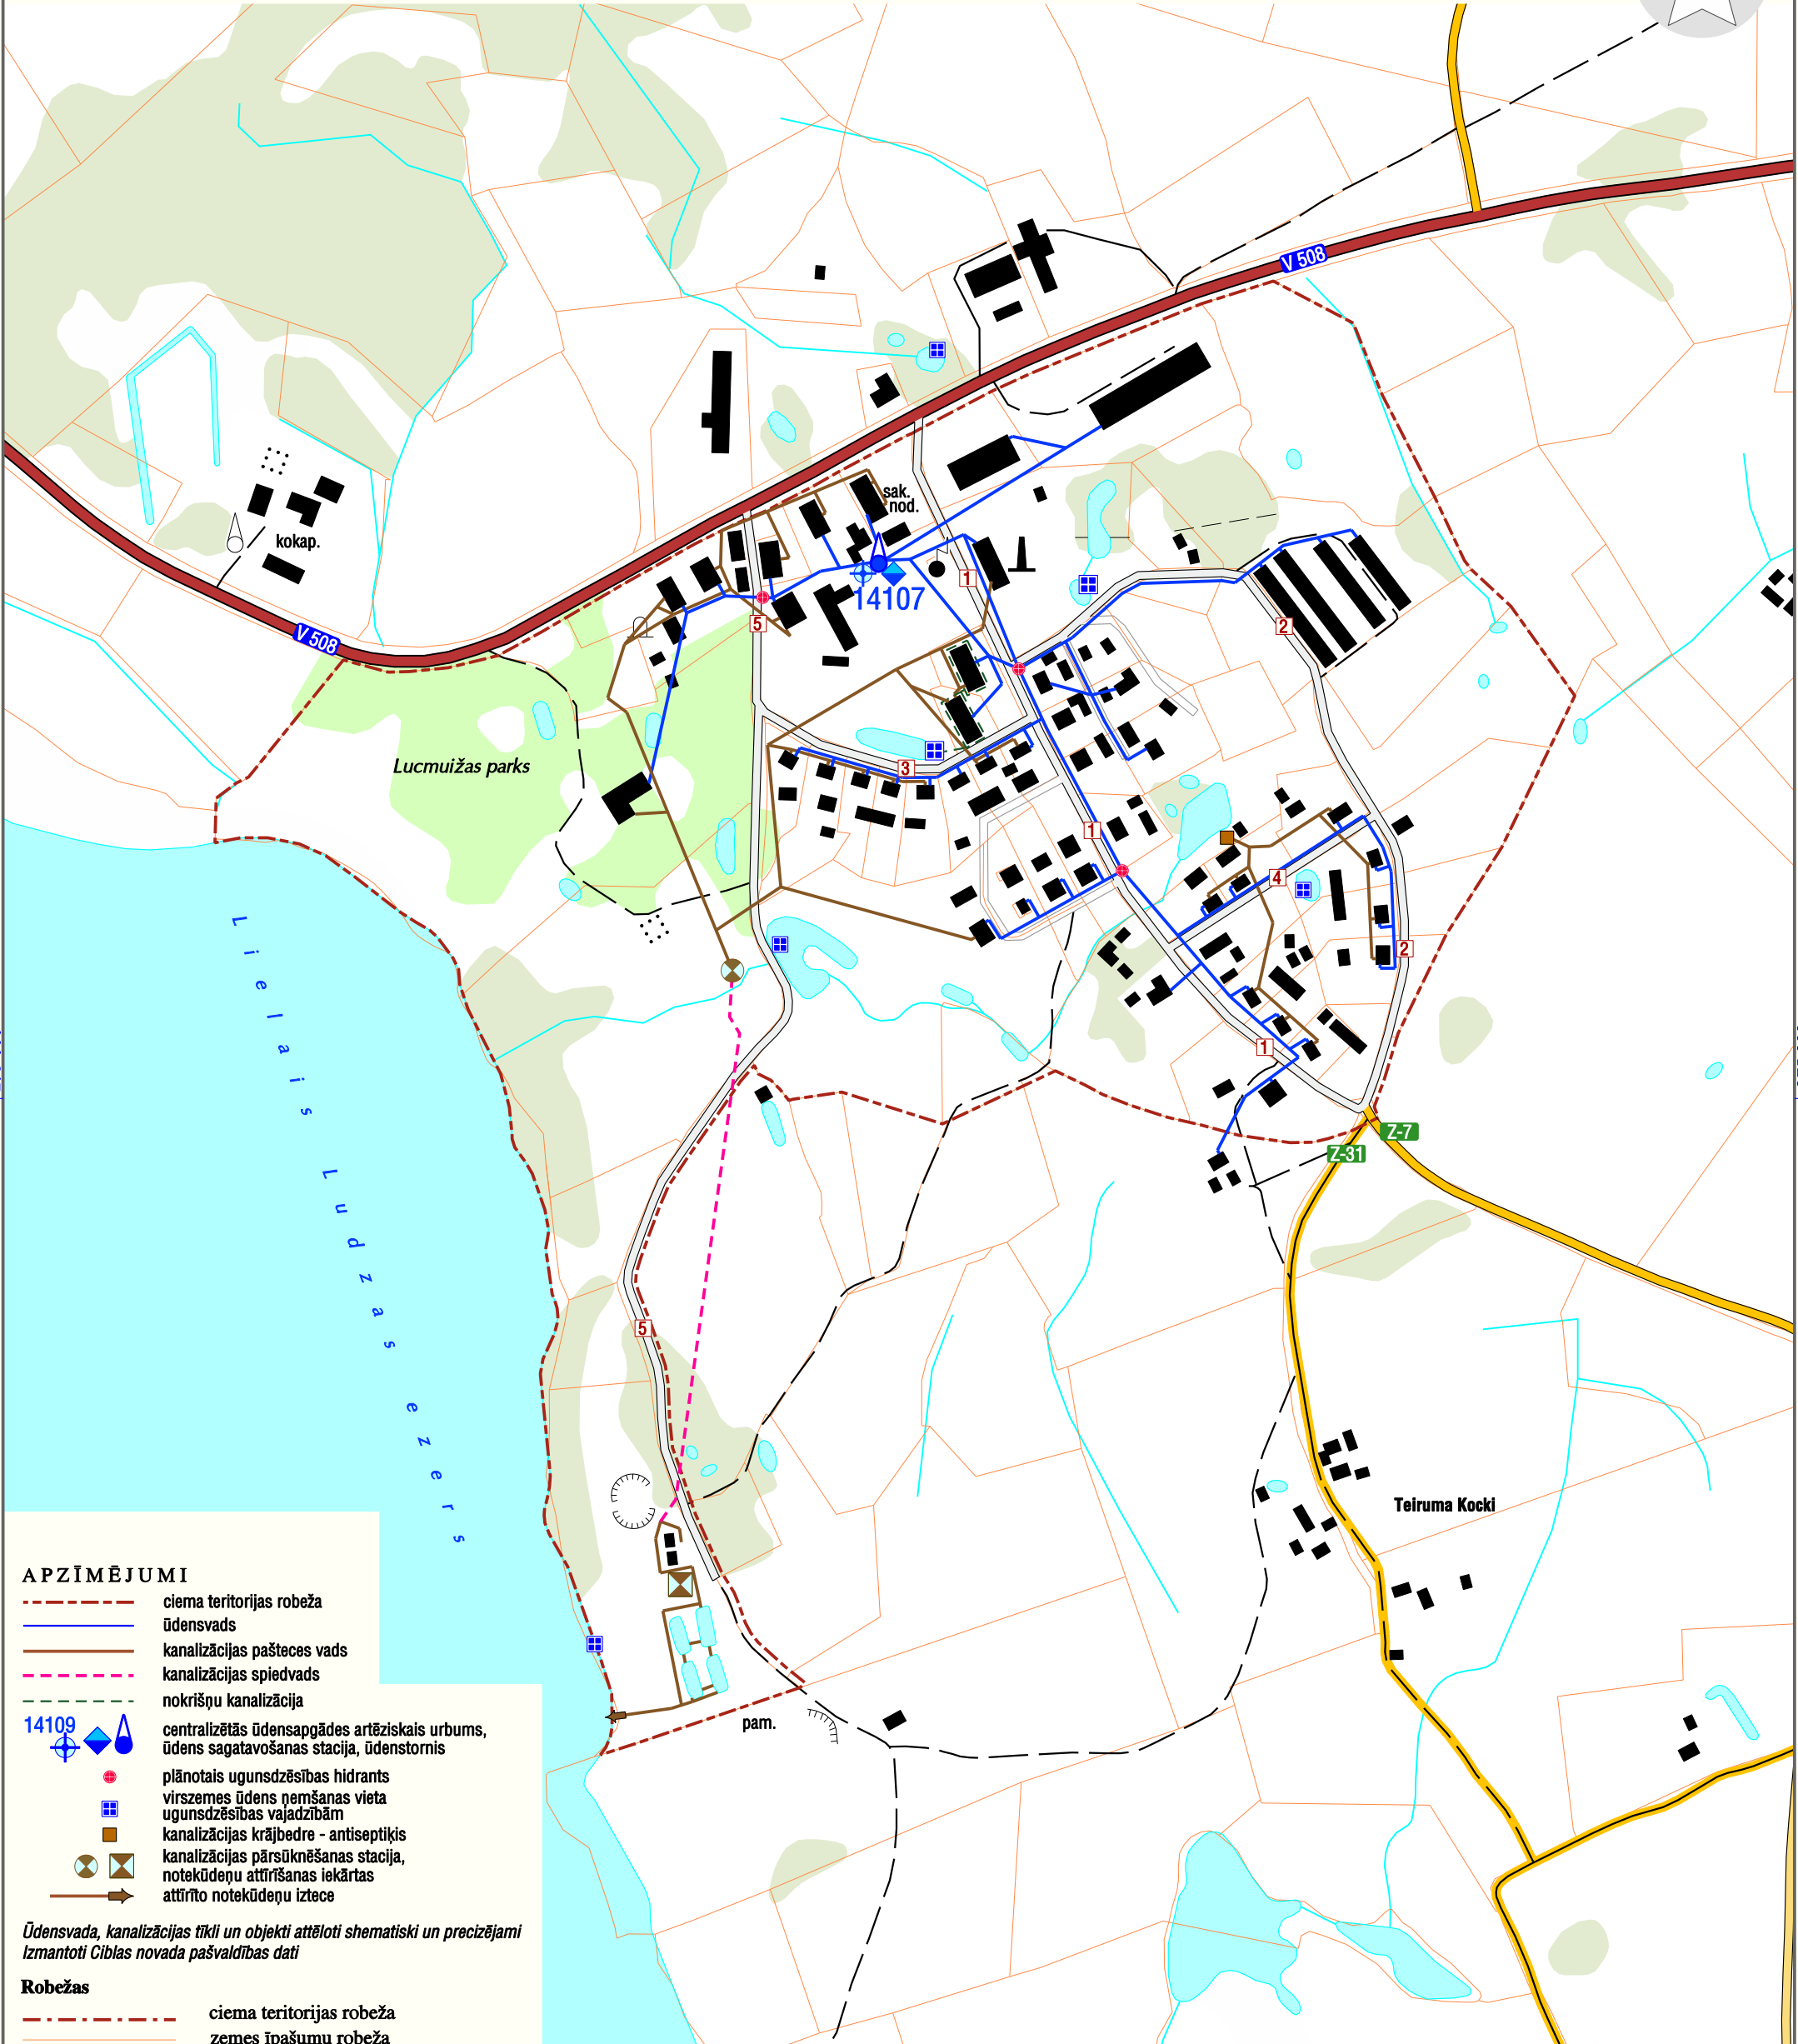 V 508
sak.
nod.
kokap.
14107
1
5
2
V 508
Lucmuižas parks
3
1
4
2
Lielais Ludzas ezers
1
Z-7
Z-31
5
Teiruma Kocki
pam.
APZĪMĒJUMI
ciema teritorijas robeža
ūdensvads
kanalizācijas pašteces vads
kanalizācijas spiedvads
nokrišņu kanalizācija
14109
centralizētās ūdensapgādes artēziskais urbums,
ūdens sagatavošanas stacija, ūdenstornis
plānotais ugunsdzēsības hidrants
virszemes ūdens ņemšanas vieta
ugunsdzēsības vajadzībām
kanalizācijas krājbedre - antiseptiķis
kanalizācijas pārsūknēšanas stacija,
notekūdeņu attīrīšanas iekārtas
attīrīto notekūdeņu iztece
Ūdensvada, kanalizācijas tīkli un objekti attēloti shematiski un precizējami
Izmantoti Ciblas novada pašvaldības dati
Robežas
ciema teritorijas robeža
zemes īpašumu robeža